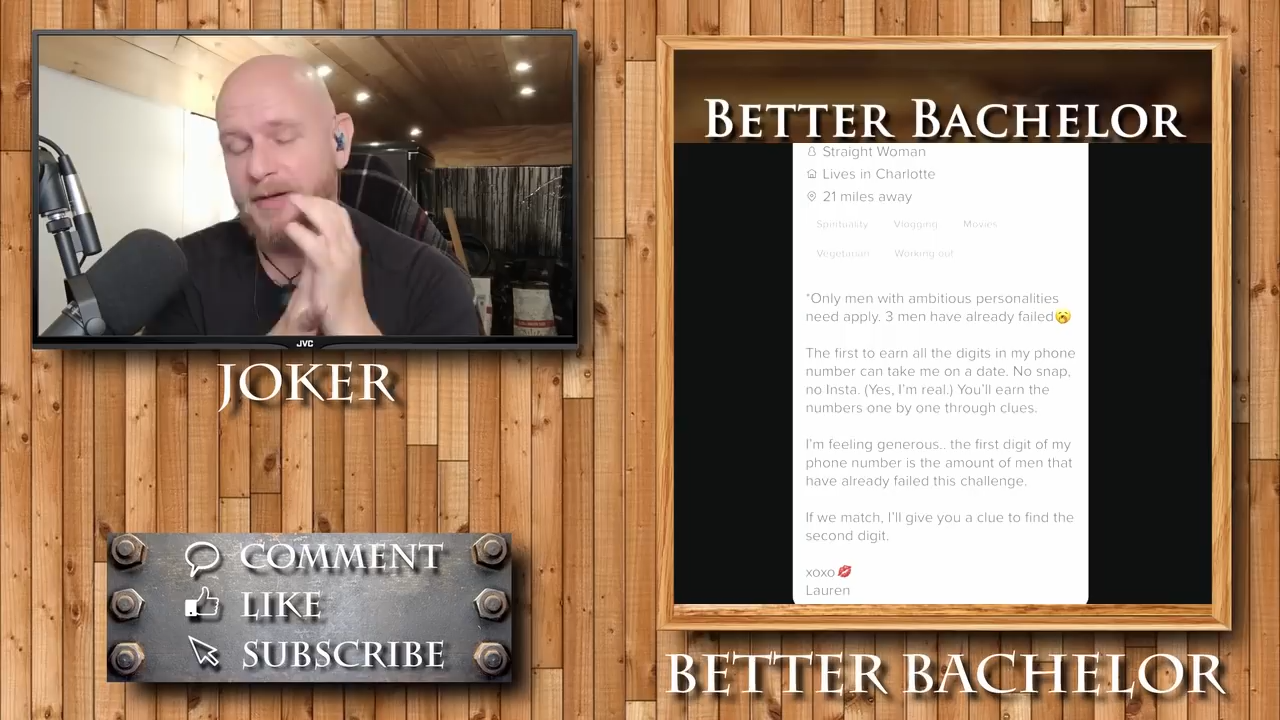 BETTER BACHELOR
Straight Woman
Lives in Charlotte
21 miles away
Spirituality Vlogging Movies
Vegetarian Working out
"Only men with ambitious personalities
need apply. 3 men have already failed😭
The first to earn all the digits in my phone
number can take me on a date. No snap,
no Insta. (Yes, I'm real.) You'll earn the
numbers one by one through clues.
I'm feeling generous.. the first digit of my
phone number is the amount of men that
have already failed this challenge.
If we match, I'll give you a clue to find the
second digit.
xoxo💋
Lauren
JVC
JOKER
COMMENT
LIKE
SUBSCRIBE
BETTER BACHELOR